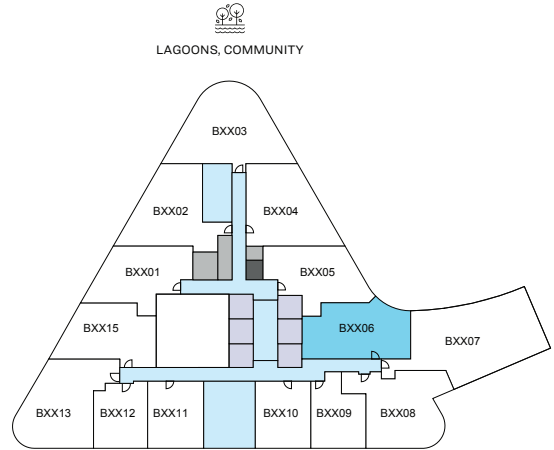 LAGOONS, COMMUNITY
BXX03
BXX02
BXX04
BXX01
BXX05
BXX15
BXX06
BXX07
BXX13
BXX12
BXX11
BXX10
BXX09
BXX08